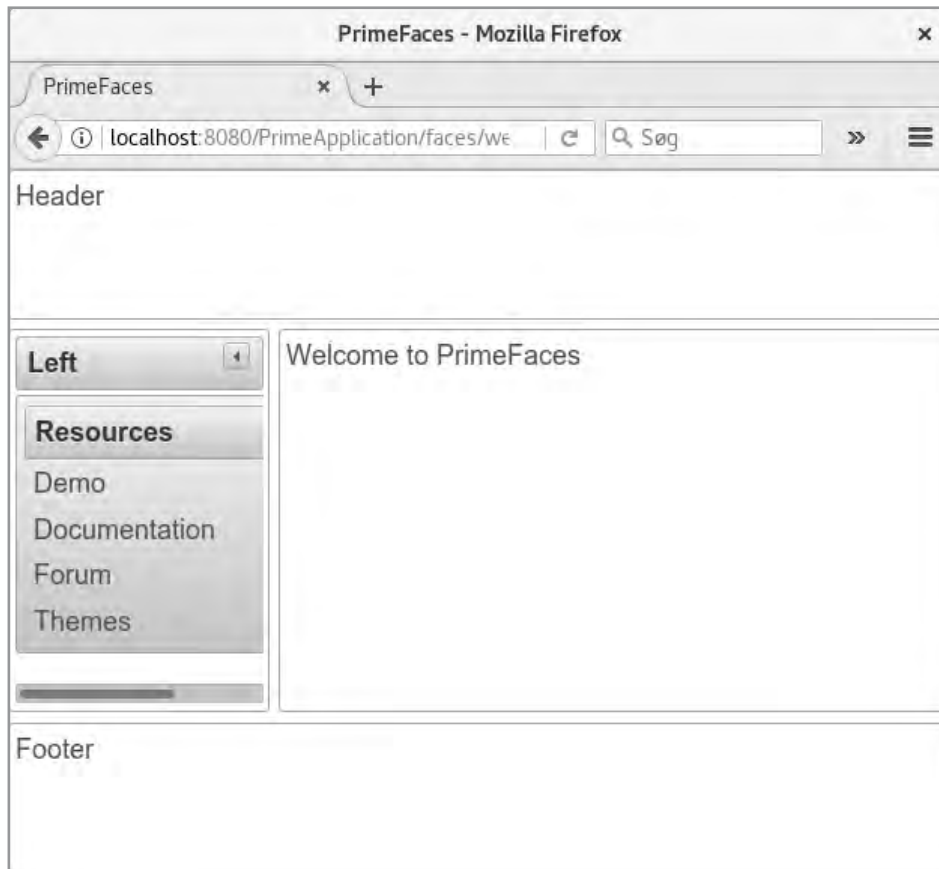 PrimeFaces - Mozilla Firefox
PrimeFaces
localhost:8080/PrimeApplication/faces/we
Søg
Header
Left
Welcome to PrimeFaces
Resources
Demo
Documentation
Forum
Themes
Footer